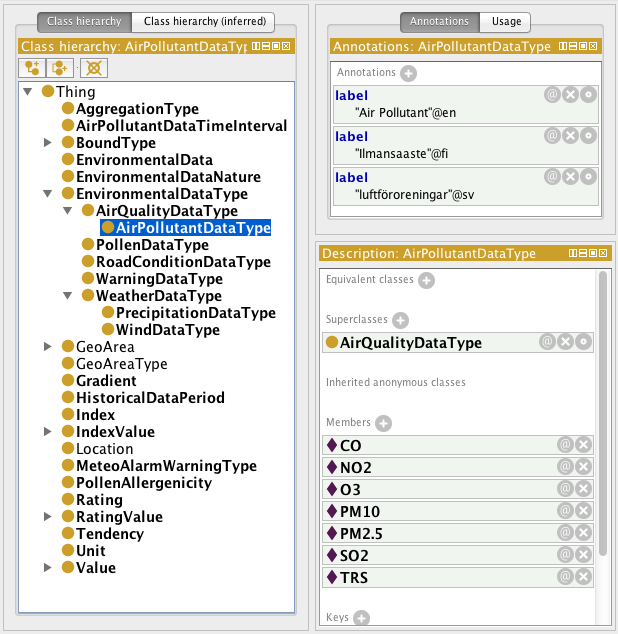 Class hierarchy
Class hierarchy (inferred)
Class hierarchy: AirPollutantDataTyp
Thing
AggregationType
AirPollutantDataTimeInterval
BoundType
EnvironmentalData
EnvironmentalDataNature
EnvironmentalDataType
AirQualityDataType
AirPollutantDataType
PollenDataType
RoadConditionDataType
WarningDataType
WeatherDataType
PrecipitationDataType
WindDataType
GeoArea
GeoAreaType
Gradient
HistoricalDataPeriod
Index
IndexValue
Location
MeteoAlarmWarningType
PollenAllergenicity
Rating
RatingValue
Tendency
Unit
Value
Annotations
Usage
Annotations: AirPollutantDataType
Annotations
label
"Air Pollutant"@en
label
"Ilmansaaste"@fi
label
"luftföroreningar"@sv
Description: AirPollutantDataType
Equivalent classes
Superclasses
AirQualityDataType
Inherited anonymous classes
Members
CO
NO2
O3
PM10
PM2.5
SO2
TRS
Keys